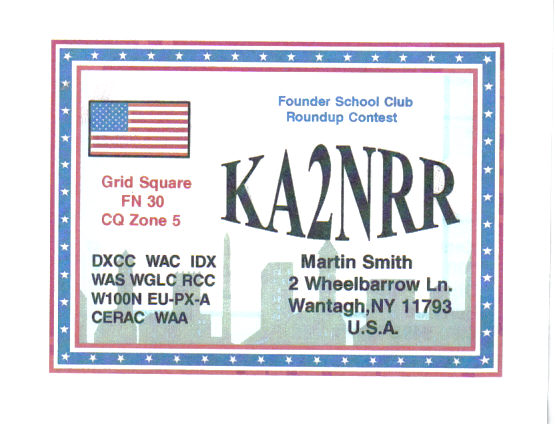 Founder School Club
Roundup Contest
KA2NRR
Grid Square
FN 30
CQ Zone 5
DXCC WAC IDX
WAS WGLC RCC
W100N EU-PX-A
CERAC WAA
Martin Smith
2 Wheelbarrow Ln.
Wantagh,NY 11793
U.S.A.